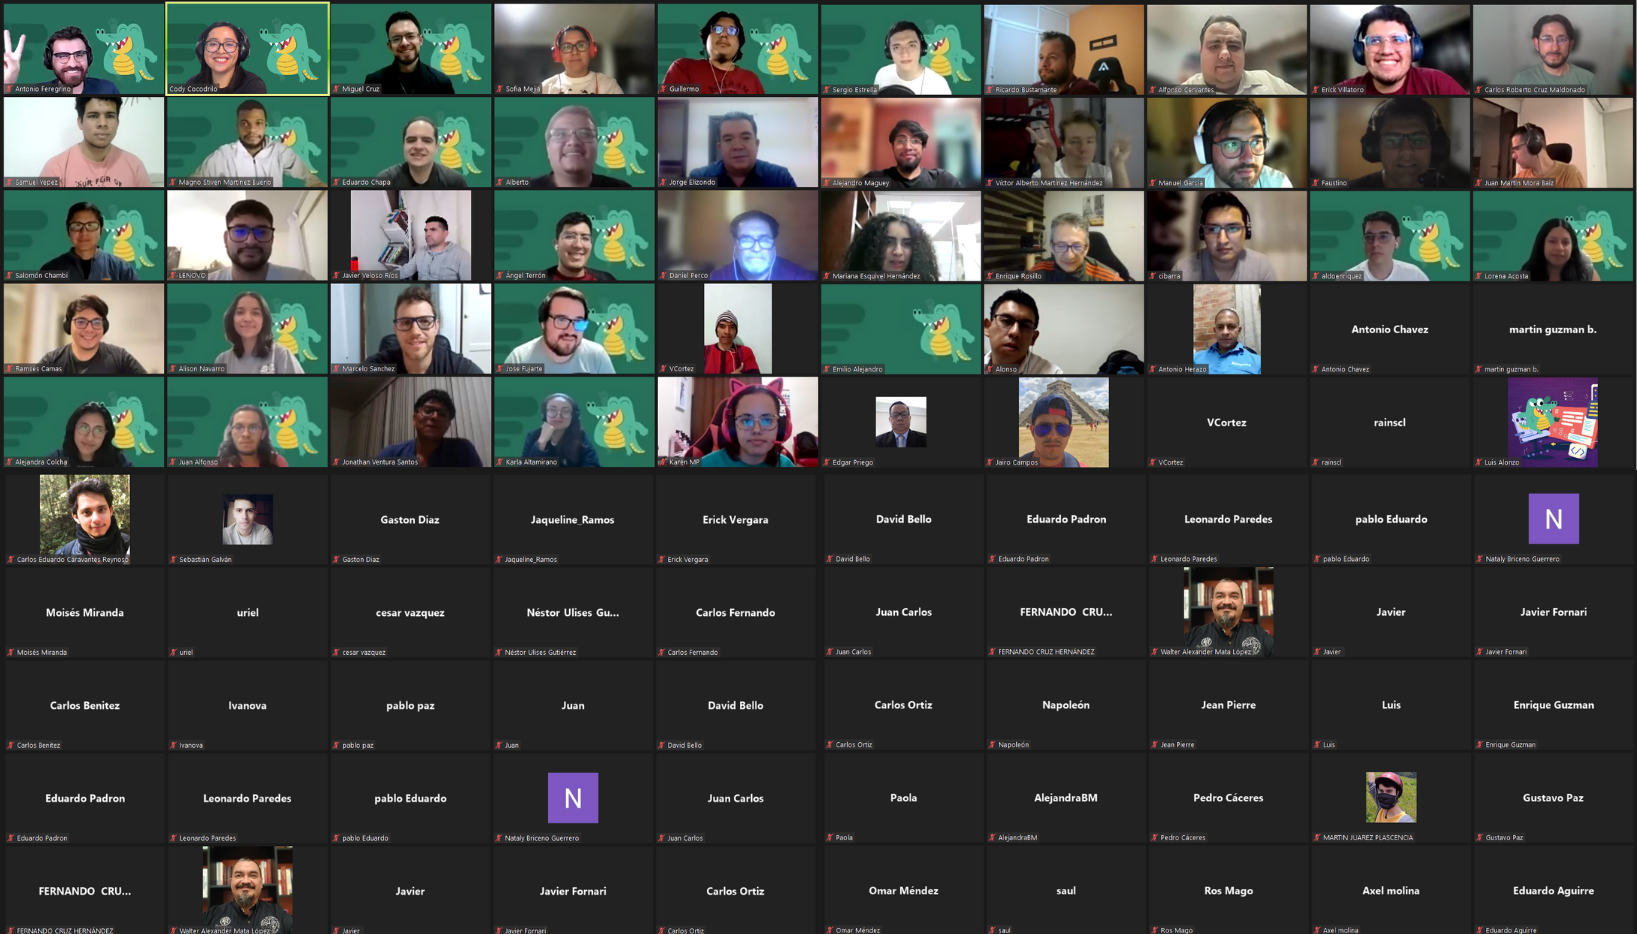 Antonio Feregrino
Cody Cocodrilo
Miguel Cruz
Sofia Mejía
Guillermo
Sergio Estrella
Ricardo Bustamante
Alfonso Cervantes
Erick Villatoro
Carlos Roberto Cruz Maldonado
Samuel Yepez
Magno Stiven Martinez Bueno
Eduardo Chapa
Alberto
Jorge Elizondo
Alejandro Maguey
Víctor Alberto Martínez Hernández
Manuel García
Faustino
Juan Martin Mora Baiz
Salomón Chambi
LENOVO
Javier Veloso Ríos
Ángel Terrón
Daniel Perco
Mariana Esquivel Hernández
Enrique Rosillo
cibarra
aldoenriquez
Lorena Acosta
Antonio Chavez
martin guzman b.
Ramses Camas
Alison Navarro
Marcelo Sanchez
Jose Fujarte
VCortez
Emilio Alejandro
Alonso
Antonio Herazo
Antonio Chavez
martin guzman b.
VCortez
rainscl
Alejandra Colcha
Juan Alfonso
Jonathan Ventura Santos
Karla Altamirano
Karen MP
Edgar Priego
Jairo Campos
VCortez
rainscl
Luis Alonzo
Gaston Diaz
Jaqueline_Ramos
Erick Vergara
David Bello
Eduardo Padron
Leonardo Paredes
pablo Eduardo
N
Carlos Eduardo Caravantes Reynoso
Sebastián Galván
Gaston Diaz
Jaqueline_Ramos
Erick Vergara
David Bello
Eduardo Padron
Leonardo Paredes
pablo Eduardo
Nataly Briceno Guerrero
Moisés Miranda
uriel
cesar vazquez
Néstor Ulises Gu...
Carlos Fernando
Juan Carlos
FERNANDO CRU...
Javier
Javier Fornari
Moisés Miranda
uriel
cesar vazquez
Néstor Ulises Gutiérrez
Carlos Fernando
Juan Carlos
FERNANDO CRUZ HERNÁNDEZ
Walter Alexander Mata López
Javier
Javier Fornari
Carlos Benitez
Ivanova
pablo paz
Juan
David Bello
Carlos Ortiz
Napoleón
Jean Pierre
Luis
Enrique Guzman
Carlos Benitez
Ivanova
pablo paz
Juan
David Bello
Carlos Ortiz
Napoleón
Jean Pierre
Luis
Enrique Guzman
Eduardo Padron
Leonardo Paredes
pablo Eduardo
N
Juan Carlos
Paola
AlejandraBM
Pedro Cáceres
Gustavo Paz
Eduardo Padron
Leonardo Paredes
pablo Eduardo
Nataly Briceno Guerrero
Juan Carlos
Paola
AlejandraBM
Pedro Cáceres
MARTIN JUAREZ PLASCENCIA
Gustavo Paz
FERNANDO CRU...
Javier
Javier Fornari
Carlos Ortiz
Omar Méndez
saul
Ros Mago
Axel molina
Eduardo Aguirre
FERNANDO CRUZ HERNÁNDEZ
Walter Alexander Mata López
Javier
Javier Fornari
Carlos Ortiz
Omar Méndez
saul
Ros Mago
Axel molina
Eduardo Aguirre